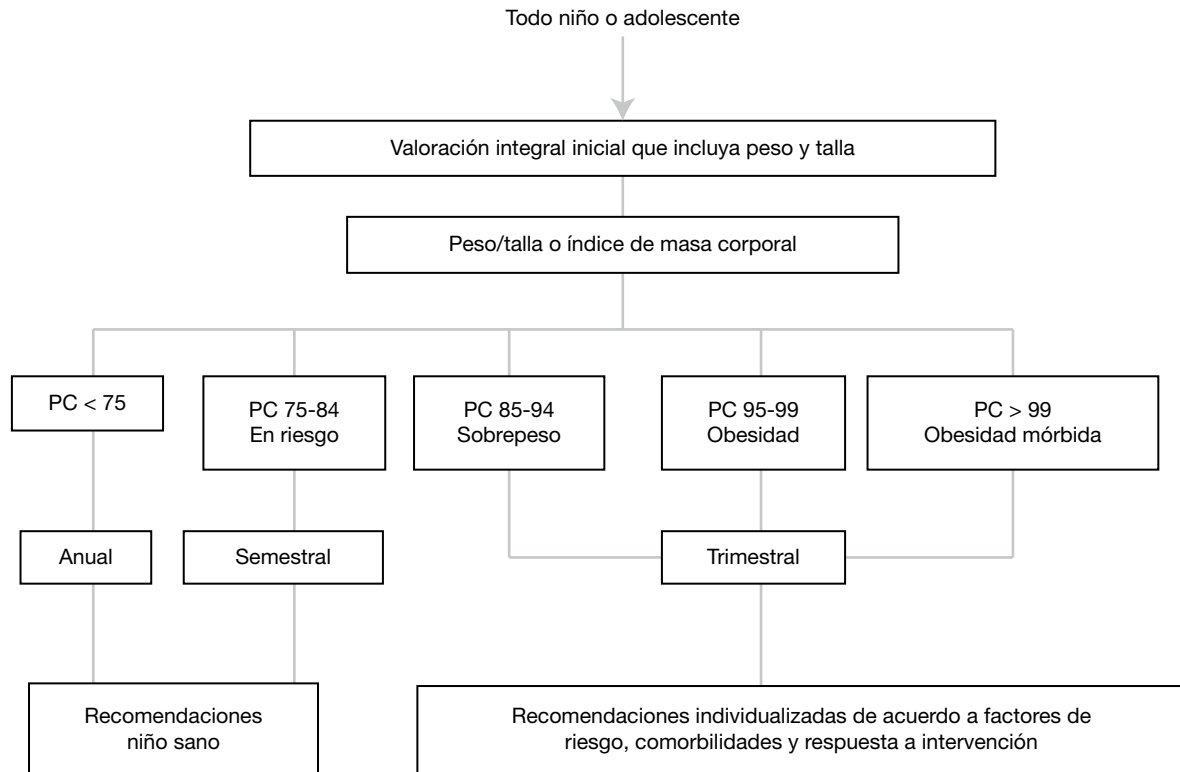 Todo niño o adolescente
Valoración integral inicial que incluya peso y talla
Peso/talla o índice de masa corporal
PC < 75
PC 75-84
En riesgo
PC 85-94
Sobrepeso
PC 95-99
Obesidad
PC > 99
Obesidad mórbida
Anual
Semestral
Trimestral
Recomendaciones
niño sano
Recomendaciones individualizadas de acuerdo a factores de
riesgo, comorbilidades y respuesta a intervención